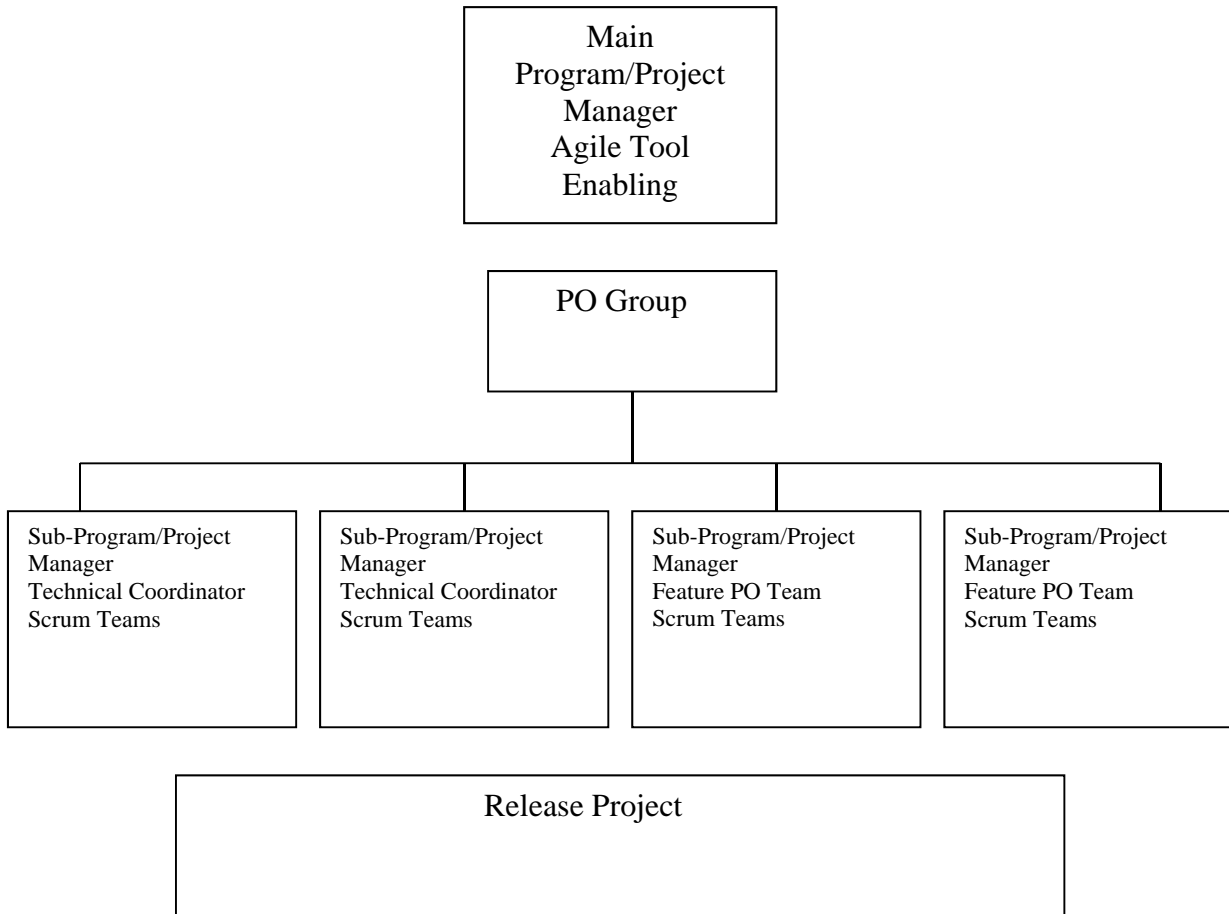 Main
Program/Project
Manager
Agile Tool
Enabling
PO Group
Sub-Program/Project
Manager
Technical Coordinator
Scrum Teams
Sub-Program/Project
Manager
Technical Coordinator
Scrum Teams
Sub-Program/Project
Manager
Feature PO Team
Scrum Teams
Sub-Program/Project
Manager
Feature PO Team
Scrum Teams
Release Project